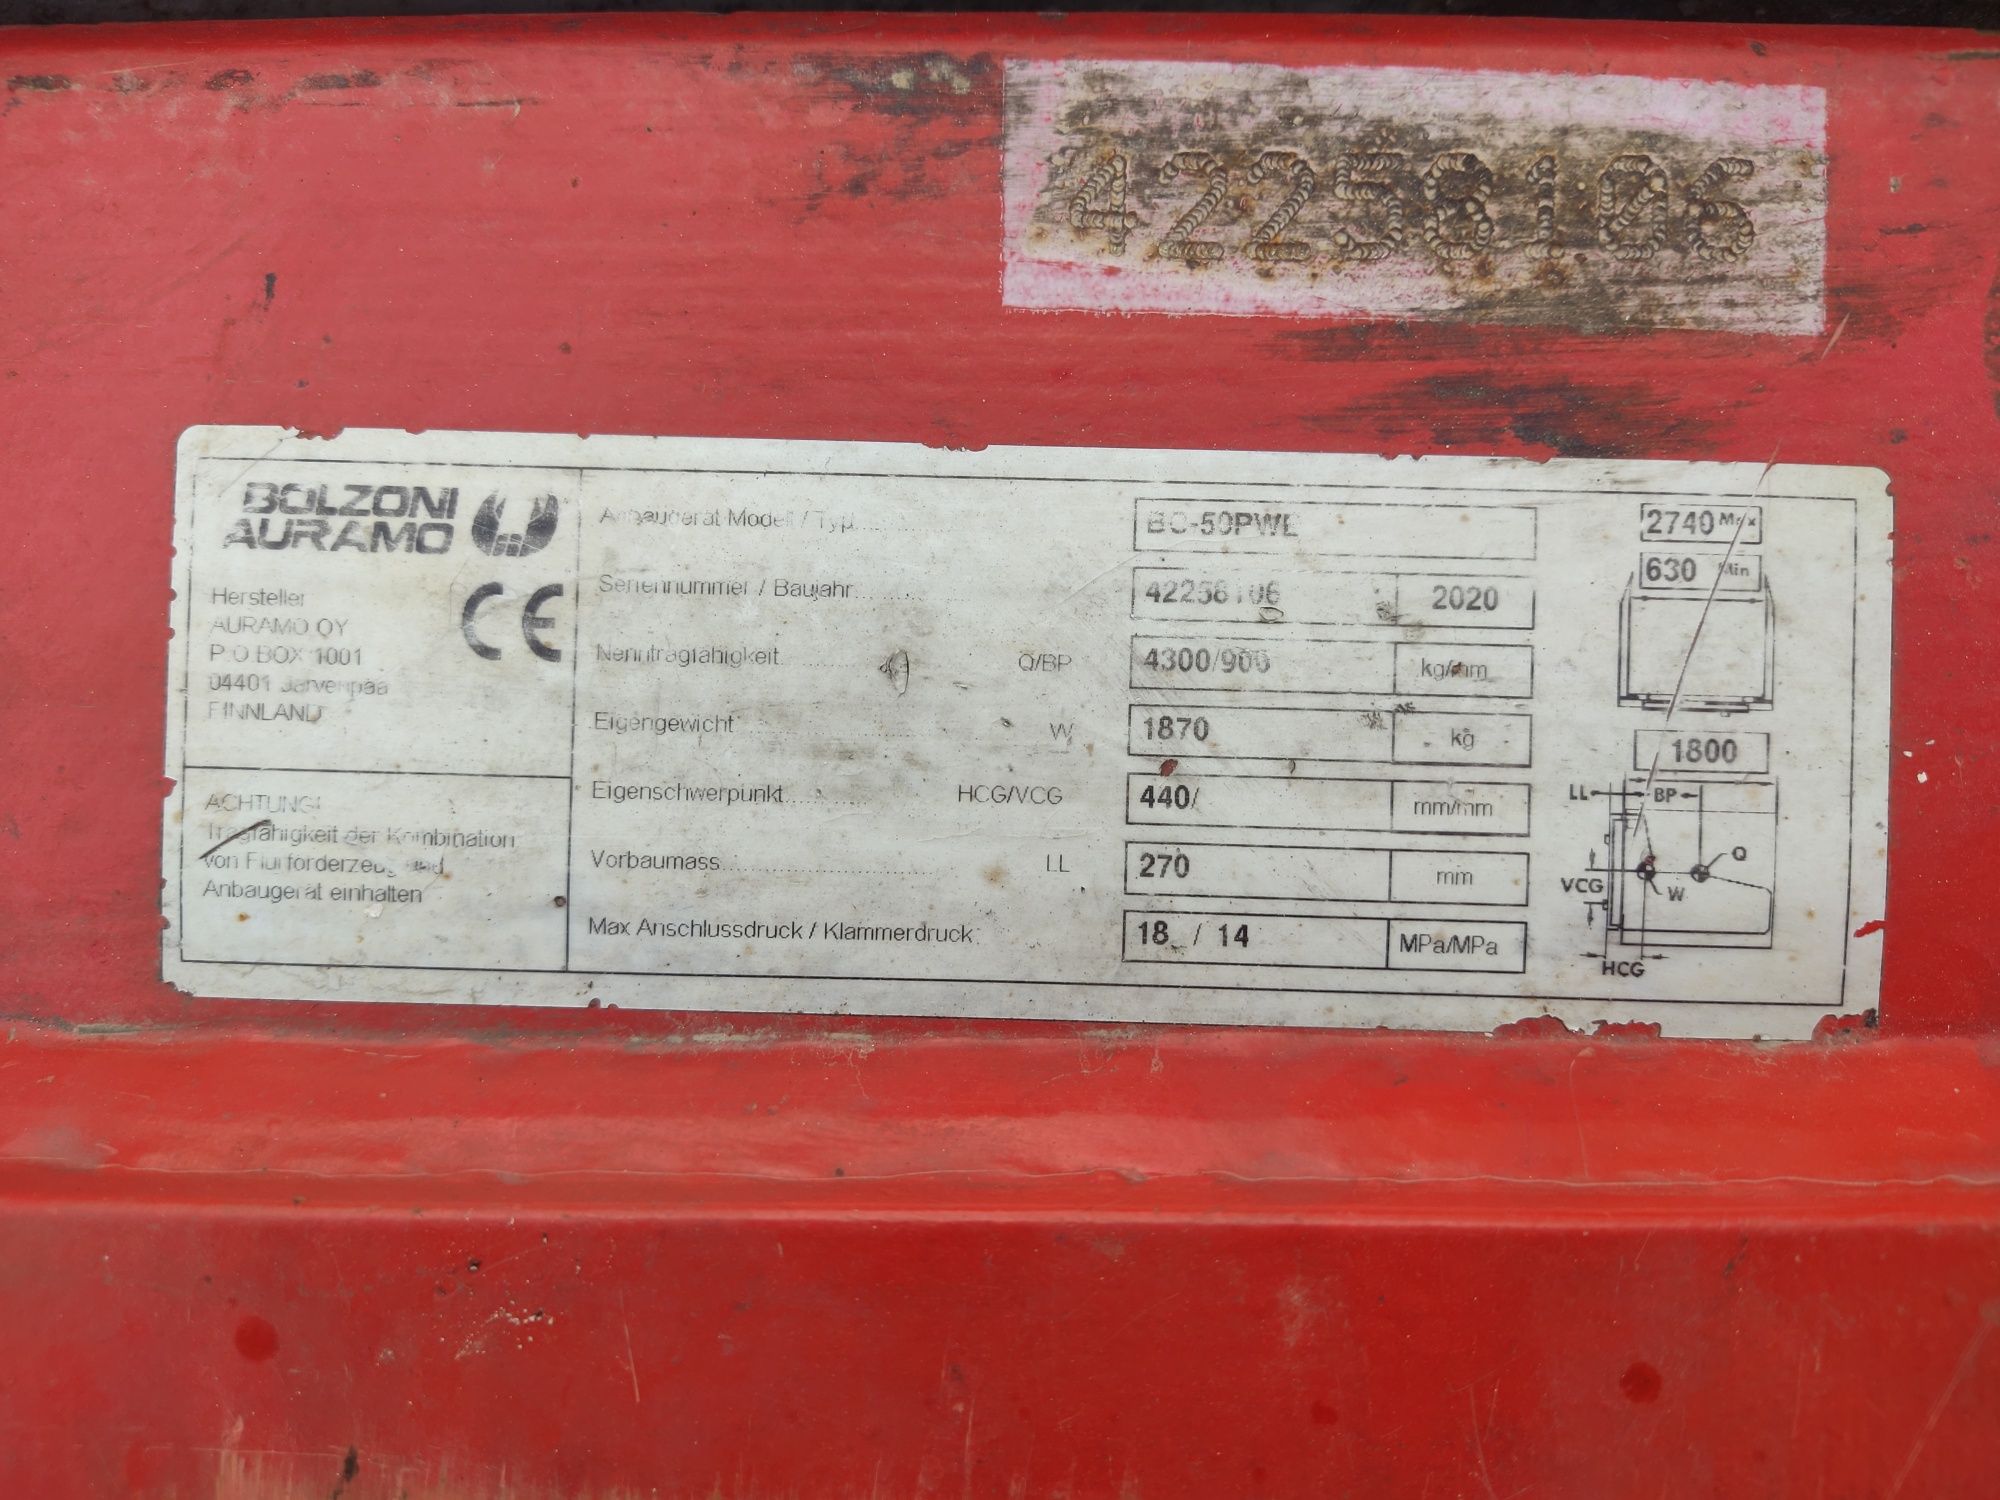 42258106
BOLZONI
AURAMO
CE
Hersteller
AURAMO OY
P.O.BOX 1001
04401 Järvenpää
FINNLAND
ACHTUNG!
Tragfähigkeit der Kombination
von Flurförderzeug und
Anbaugerät einhalten
Anbaugerät Modell / Typ
Seriennummer / Baujahr 42258106 2020
Nenntragfähigkeit Q/BP 4300/900 kg/mm
Eigengewicht W 1870 kg
Eigenschwerpunkt HCG/VCG 440/ mm/mm
Vorbaumass LL 270 mm
Max Anschlussdruck / Klammerdruck 18 / 14 MPa/MPa
2740 Max
630 Min
1800
LL BP
Q
VCG W
HCG